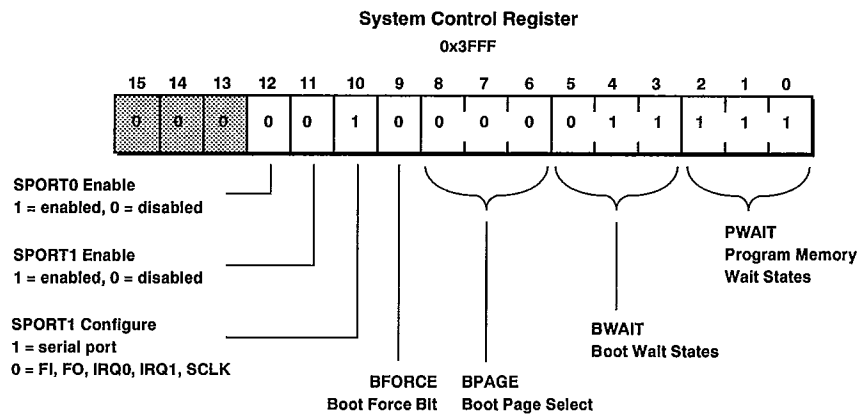 System Control Register
0x3FFF
15 14 13 12 11 10 9 8 7 6 5 4 3 2 1 0
0 0 0 0 0 1 0 0 0 0 0 1 1 1 1 1
SPORT0 Enable
1 = enabled, 0 = disabled
SPORT1 Enable
1 = enabled, 0 = disabled
SPORT1 Configure
1 = serial port
0 = FI, FO, IRQ0, IRQ1, SCLK
BFORCE
Boot Force Bit
BPAGE
Boot Page Select
BWAIT
Boot Wait States
PWAIT
Program Memory
Wait States